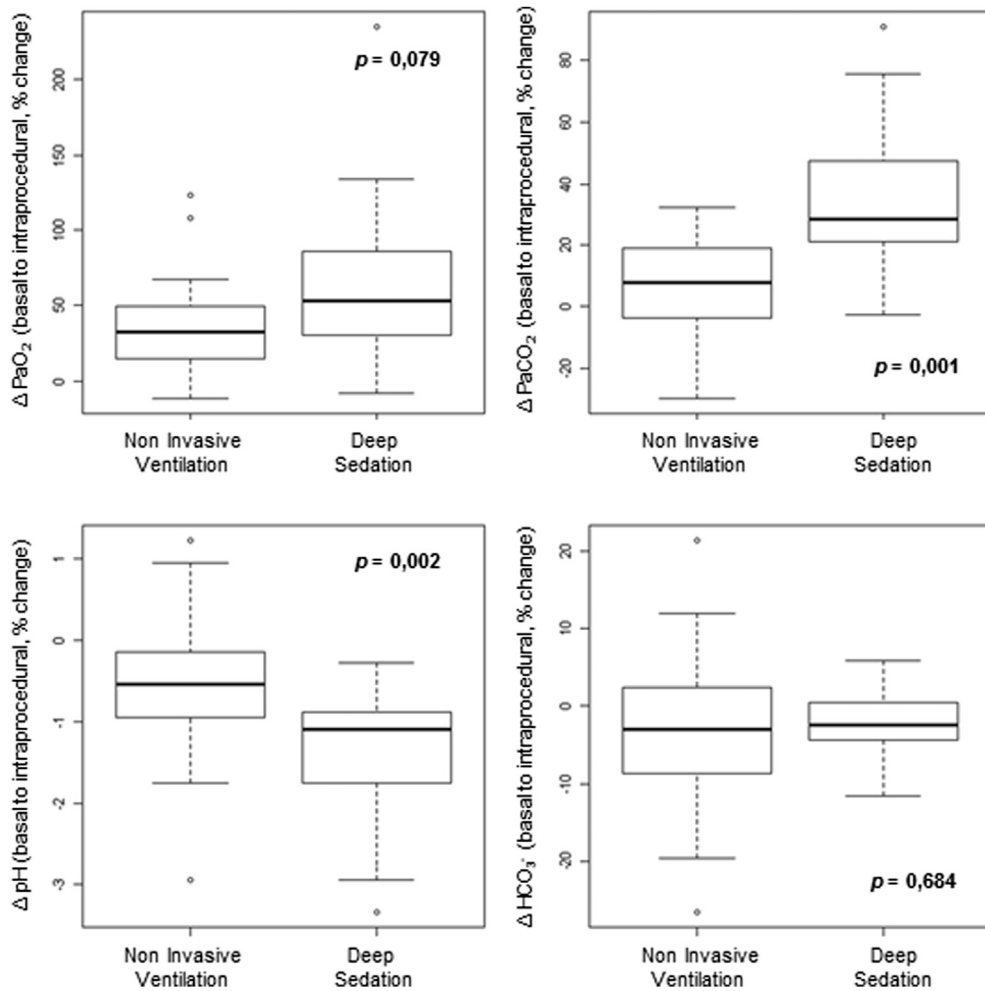 Δ PaO₂ (basal to intraprocedural, % change)
200
150
100
50
0
p = 0,079
Non Invasive
Ventilation
Deep
Sedation
Δ PaCO₂ (basal to intraprocedural, % change)
80
60
40
20
0
-20
p = 0,001
Non Invasive
Ventilation
Deep
Sedation
Δ pH (basal to intraprocedural, % change)
1
0
-1
-2
-3
p = 0,002
Non Invasive
Ventilation
Deep
Sedation
Δ HCO₃⁻ (basal to intraprocedural, % change)
20
10
0
-10
-20
p = 0,684
Non Invasive
Ventilation
Deep
Sedation